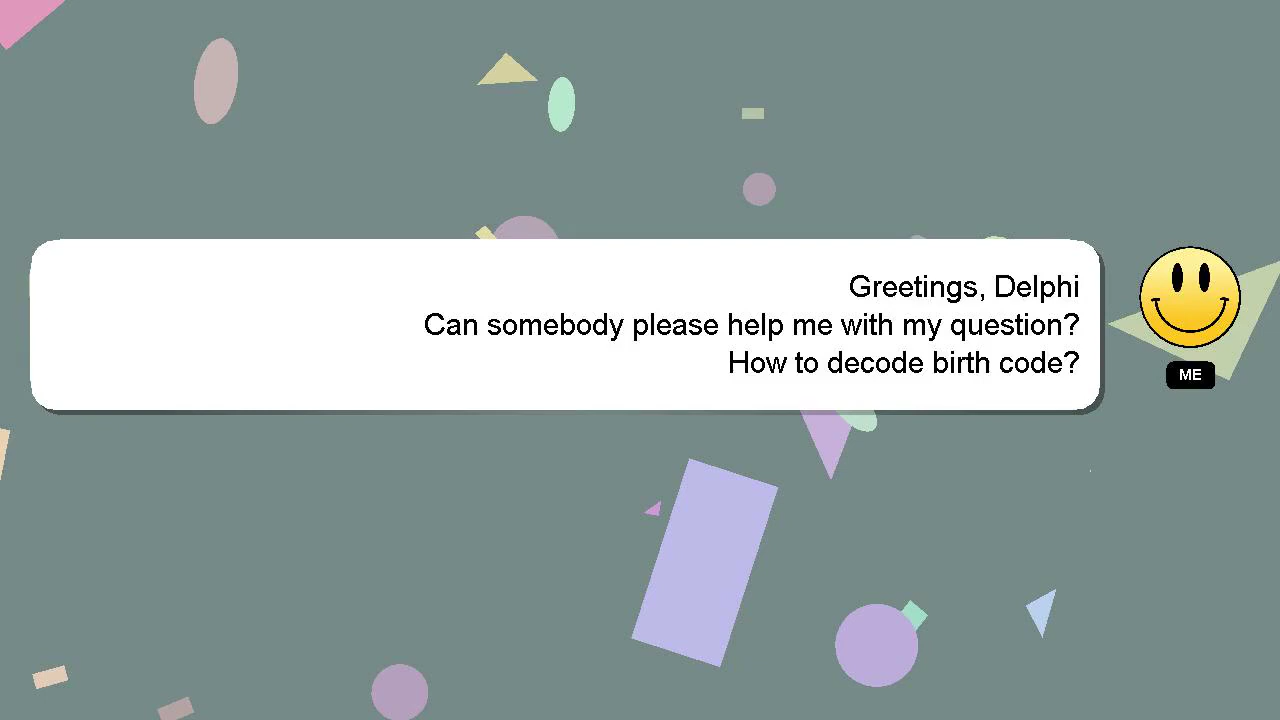 Greetings, Delphi
Can somebody please help me with my question?
How to decode birth code?
ME